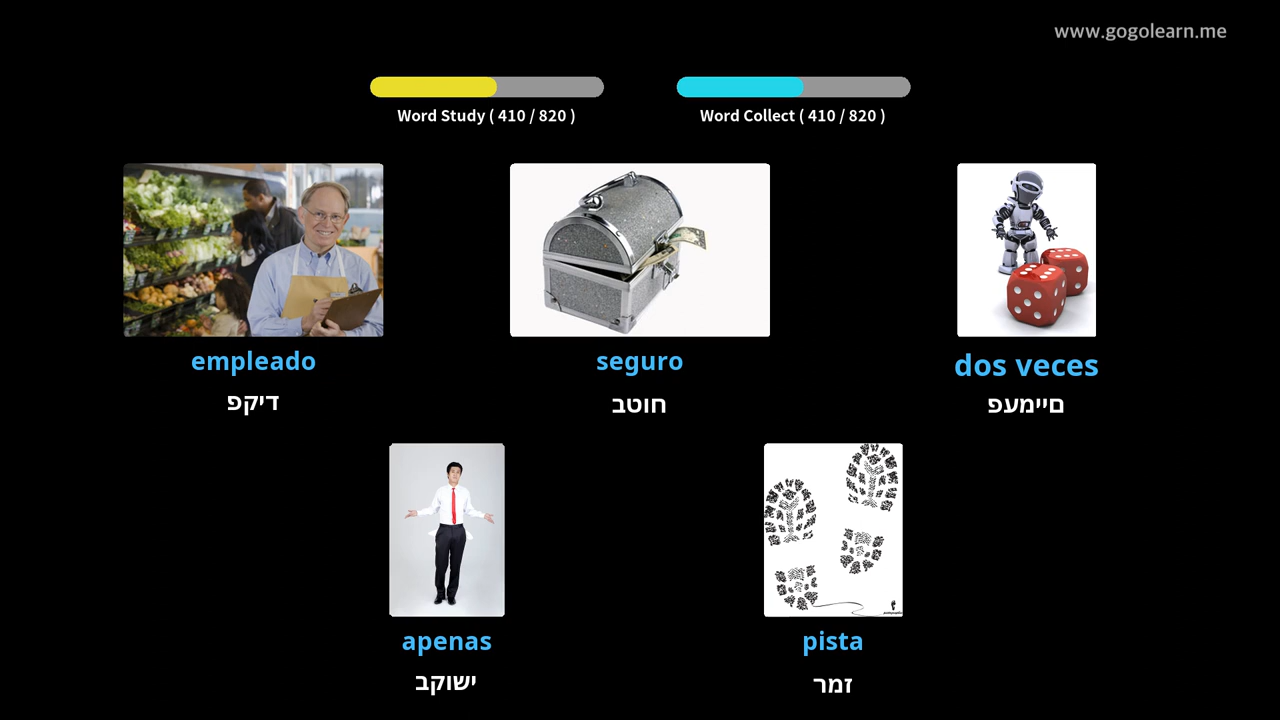 www.gogolearn.me
Word Study ( 410 / 820 )
Word Collect ( 410 / 820 )
empleado
דיקפ
seguro
חוטב
dos veces
םיימעפ
apenas
ישוקב
pista
זמר